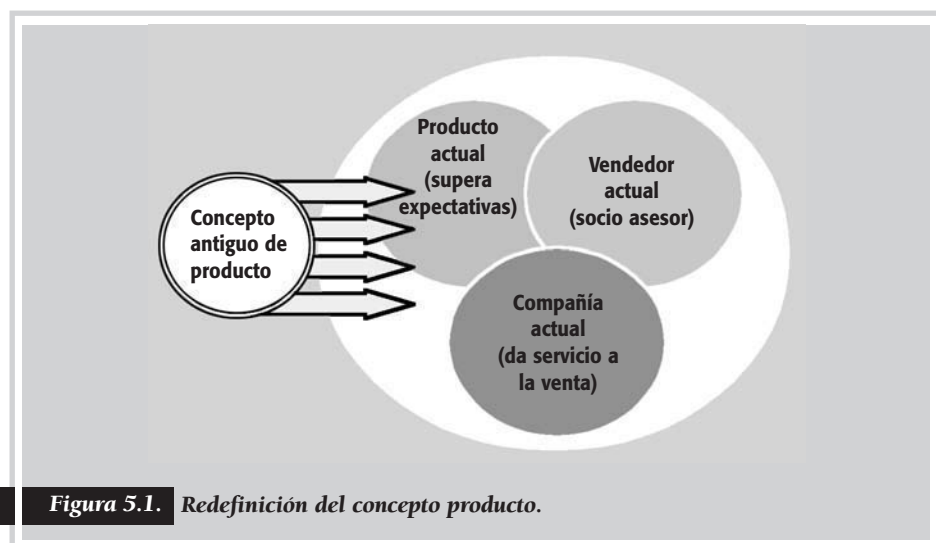 Concepto
antiguo de
producto
Producto
actual
(supera
expectativas)
Vendedor
actual
(socio asesor)
Compañía
actual
(da servicio a
la venta)
Figura 5.1. Redefinición del concepto producto.